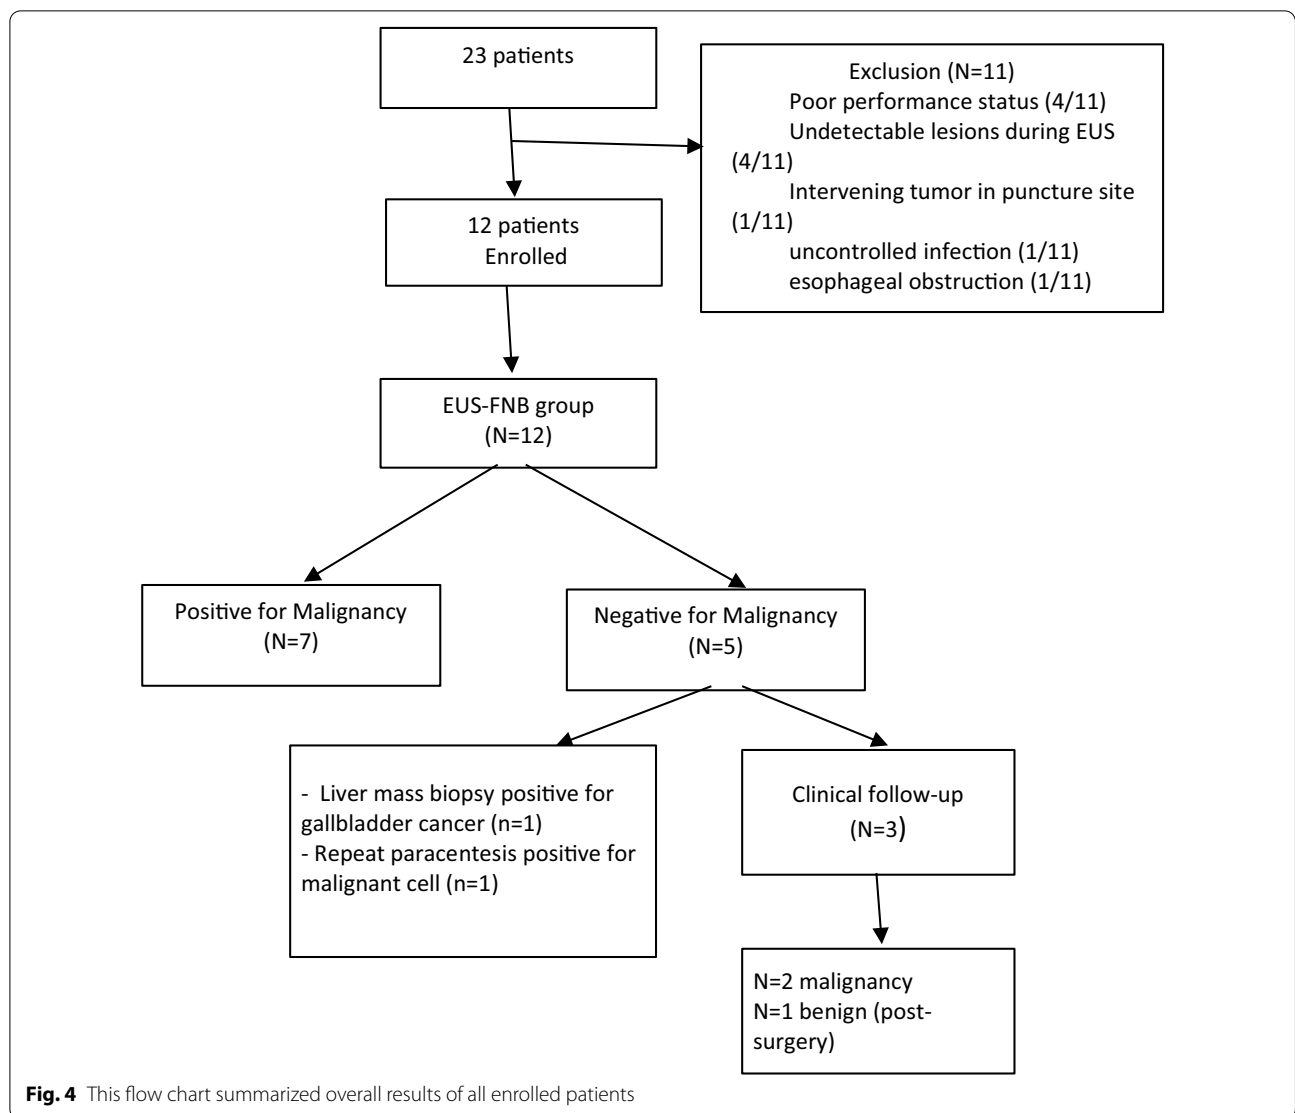 23 patients
Exclusion (N=11)
Poor performance status (4/11)
Undetectable lesions during EUS
(4/11)
Intervening tumor in puncture site
(1/11)
uncontrolled infection (1/11)
esophageal obstruction (1/11)
12 patients
Enrolled
EUS-FNB group
(N=12)
Positive for Malignancy
(N=7)
Negative for Malignancy
(N=5)
- Liver mass biopsy positive for
gallbladder cancer (n=1)
- Repeat paracentesis positive for
malignant cell (n=1)
Clinical follow-up
(N=3)
N=2 malignancy
N=1 benign (post-
surgery)
Fig. 4 This flow chart summarized overall results of all enrolled patients